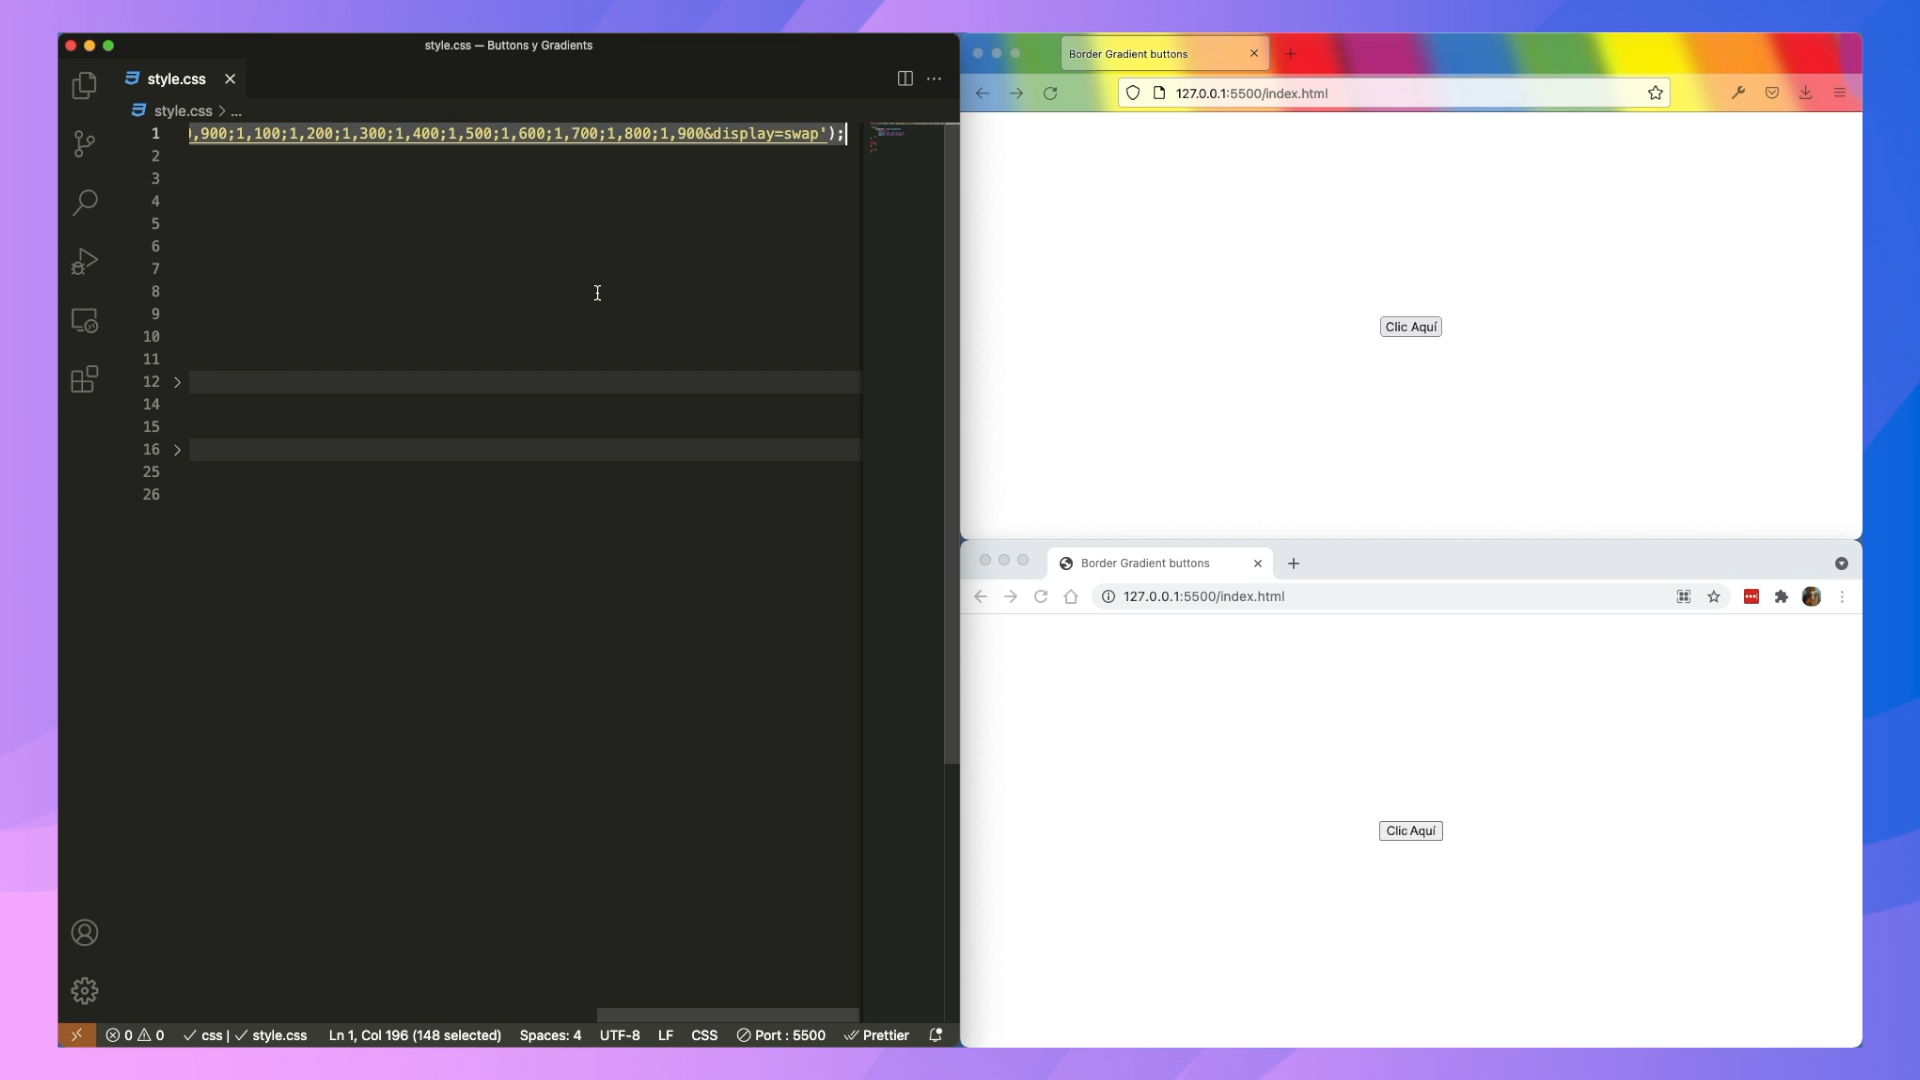 style.css — Buttons y Gradients
style.css
style.css > ...
1 ,900;1,100;1,200;1,300;1,400;1,500;1,600;1,700;1,800;1,900&display=swap');
2
3
4
5
6
7
8
9
10
11
12
14
15
16
25
26
0 0 css | style.css Ln 1, Col 196 (148 selected) Spaces: 4 UTF-8 LF CSS Port : 5500 Prettier
Border Gradient buttons
127.0.0.1:5500/index.html
Clic Aquí
Border Gradient buttons
127.0.0.1:5500/index.html
Clic Aquí